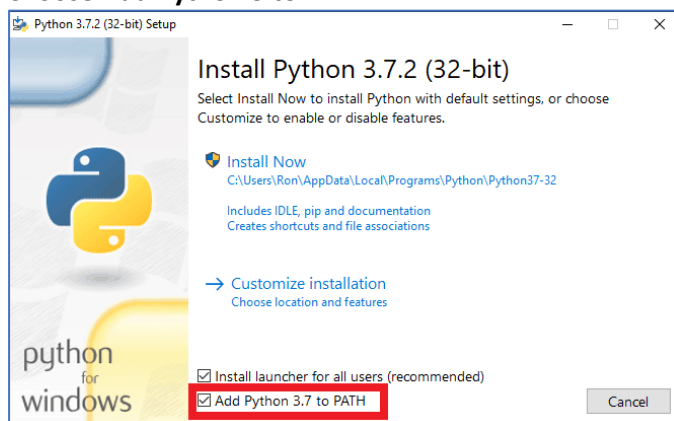 Python 3.7.2 (32-bit) Setup
Install Python 3.7.2 (32-bit)
Select Install Now to install Python with default settings, or choose
Customize to enable or disable features.
Install Now
C:\Users\Ron\AppData\Local\Programs\Python\Python37-32
Includes IDLE, pip and documentation
Creates shortcuts and file associations
Customize installation
Choose location and features
python
for
windows
Install launcher for all users (recommended)
Add Python 3.7 to PATH
Cancel